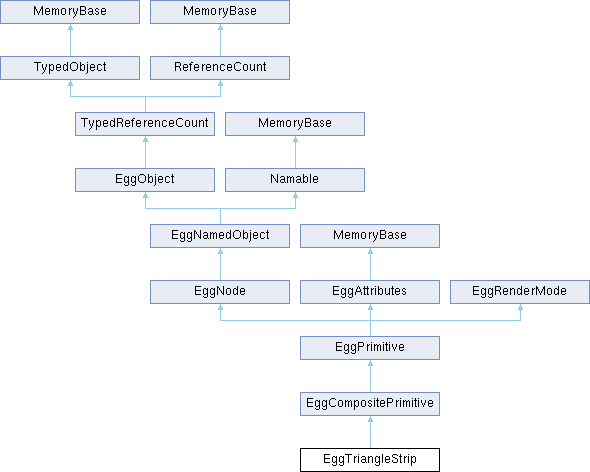 MemoryBase MemoryBase
TypedObject ReferenceCount
TypedReferenceCount MemoryBase
EggObject Namable
EggNamedObject MemoryBase
EggNode EggAttributes EggRenderMode
EggPrimitive
EggCompositePrimitive
EggTriangleStrip